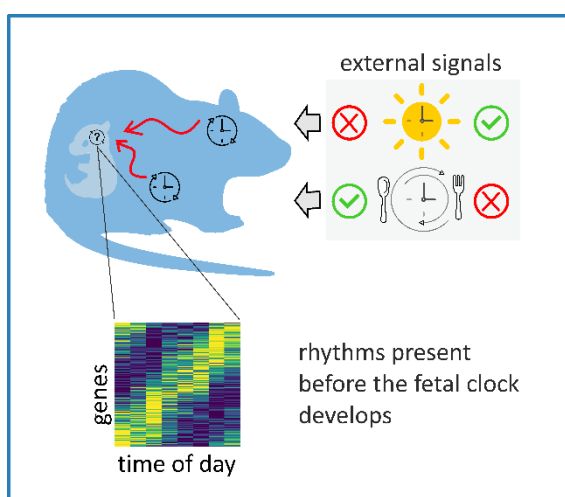 external signals
?
genes
time of day
rhythms present
before the fetal clock
develops